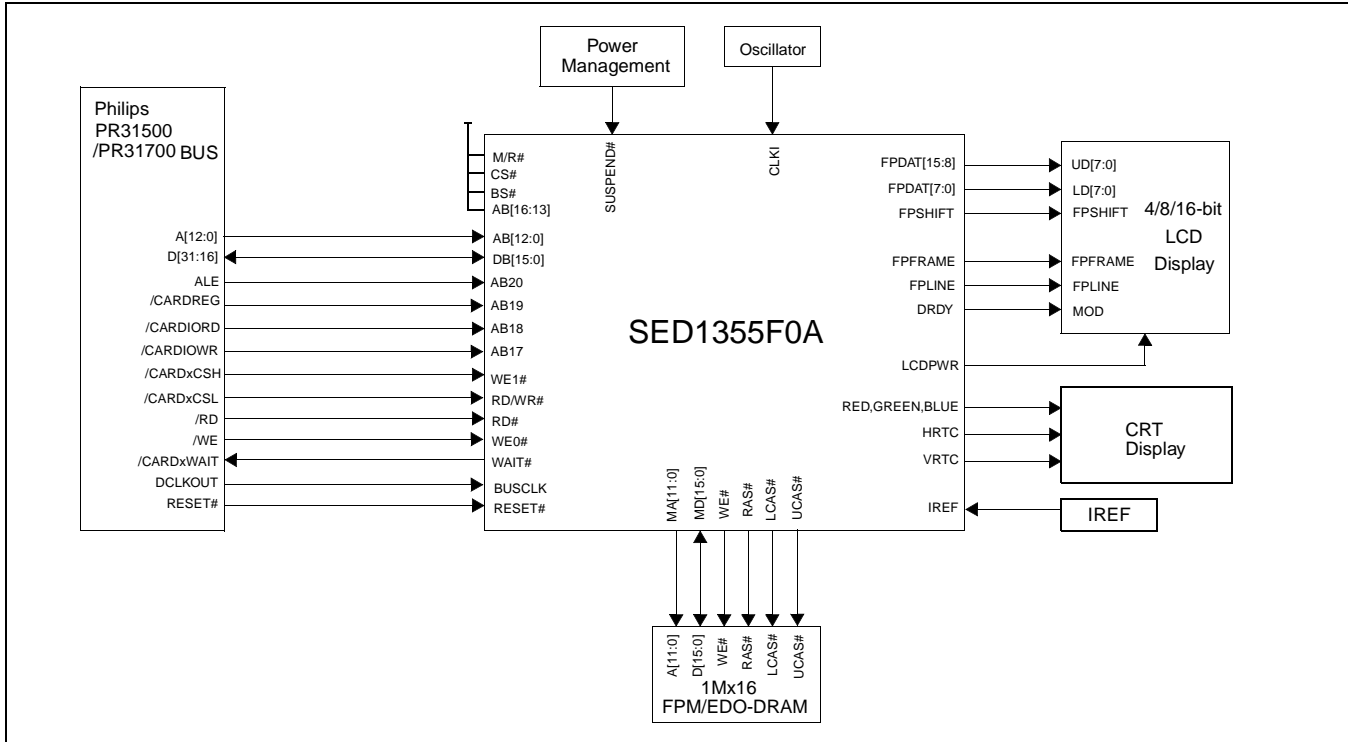 Power
Management
Oscillator
Philips
PR31500
/PR31700 BUS
A[12:0]
D[31:16]
ALE
/CARDREG
/CARDIORD
/CARDIOWR
/CARDxCSH
/CARDxCSL
/RD
/WE
/CARDxWAIT
DCLKOUT
RESET#
M/R#
CS#
BS#
AB[16:13]
AB[12:0]
DB[15:0]
AB20
AB19
AB18
AB17
WE1#
RD/WR#
RD#
WE0#
WAIT#
BUSCLK
RESET#
SUSPEND#
CLKI
SED1355F0A
FPDAT[15:8]
FPDAT[7:0]
FPSHIFT
FPFRAME
FPLINE
DRDY
LCDPWR
RED,GREEN,BLUE
HRTC
VRTC
IREF
UD[7:0]
LD[7:0]
FPSHIFT
FPFRAME
FPLINE
MOD
4/8/16-bit
LCD
Display
CRT
Display
IREF
MA[11:0]
MD[15:0]
WE#
RAS#
LCAS#
UCAS#
A[11:0]
D[15:0]
WE#
RAS#
LCAS#
UCAS#
1Mx16
FPM/EDO-DRAM